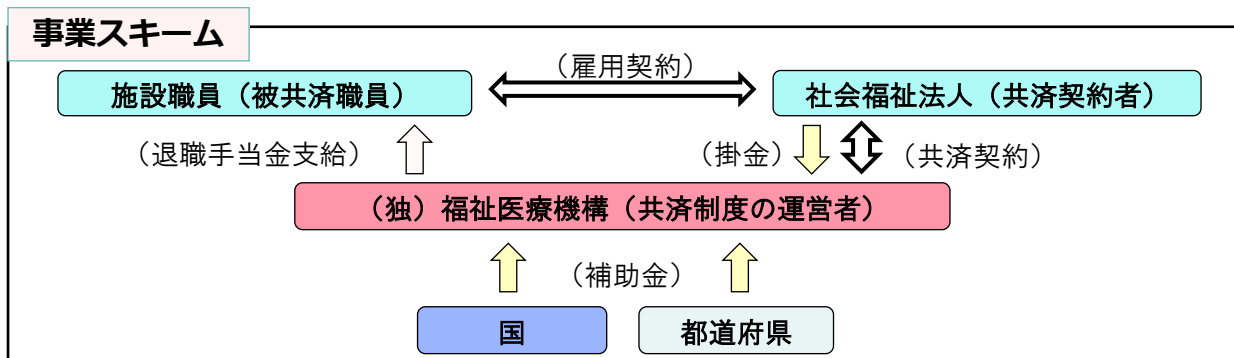 事業スキーム
（雇用契約）
施設職員（被共済職員）
社会福祉法人（共済契約者）
（退職手当金支給）
（掛金）
（共済契約）
（独）福祉医療機構（共済制度の運営者）
（補助金）
国
都道府県